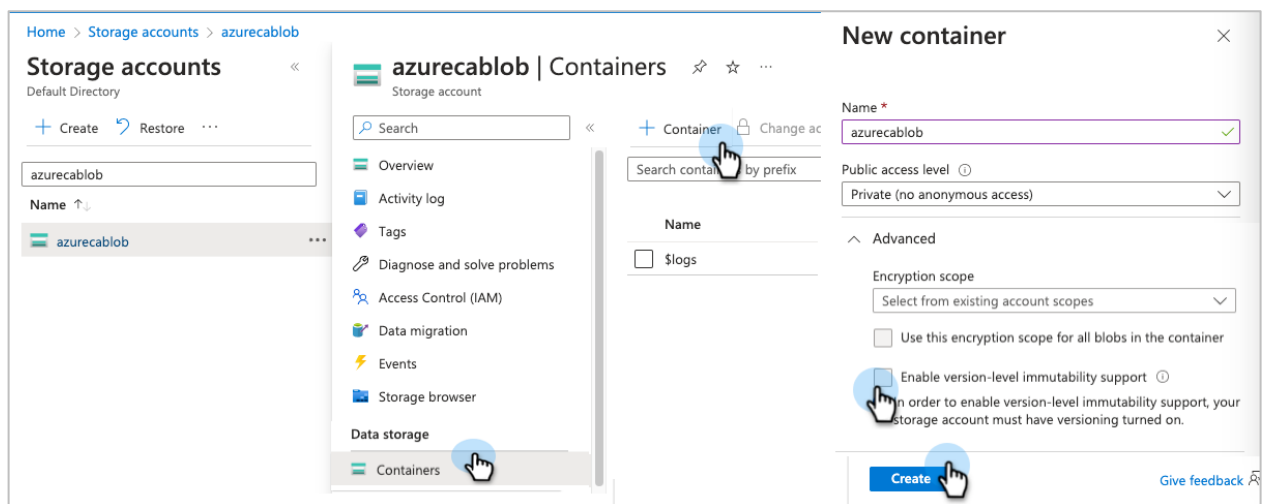 Home > Storage accounts > azurecablob
Storage accounts
Default Directory
Create Restore ...
azurecablob
Name
azurecablob ...
azurecablob | Containers ...
Storage account
Search
Overview
Activity log
Tags
Diagnose and solve problems
Access Control (IAM)
Data migration
Events
Storage browser
Data storage
Containers
Container Change ac
Search by prefix
Name
$logs
New container
Name *
azurecablob
Public access level
Private (no anonymous access)
Advanced
Encryption scope
Select from existing account scopes
Use this encryption scope for all blobs in the container
Enable version-level immutability support
n order to enable version-level immutability support, your
storage account must have versioning turned on.
Create
Give feedback